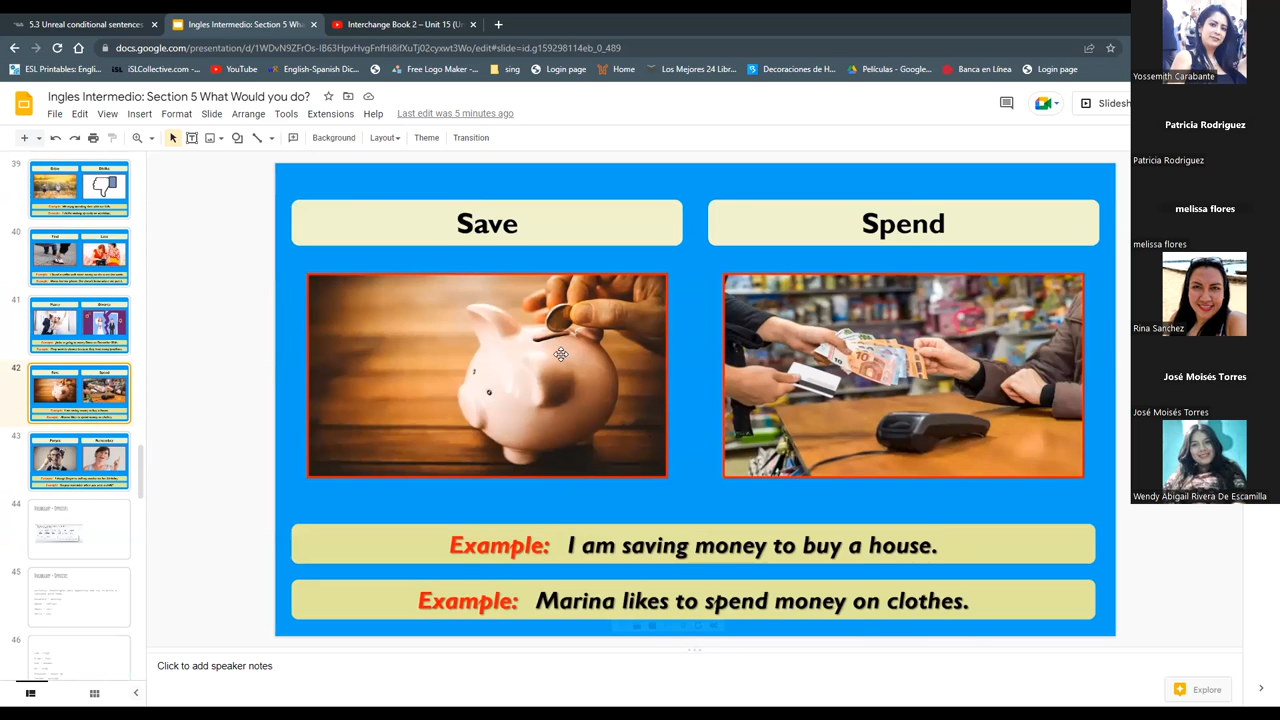 5.3 Unreal conditional sentences
Ingles Intermedio: Section 5 Wha
Interchange Book 2 – Unit 15 (U
docs.google.com/presentation/d/1WDvN9ZFrOs-IB63HpvHvgFnfHi8ifXuTj02cyxwt3Wo/edit#slide=id.g159298114eb_0_489
ESL Printables: Engli...
iSLCollective.com -...
YouTube
English-Spanish Dic...
Free Logo Maker -...
sing
Login page
Home
Los Mejores 24 Libr...
Decoraciones de H...
Películas - Google...
Banca en Línea
Login page
Ingles Intermedio: Section 5 What Would you do?
File Edit View Insert Format Slide Arrange Tools Extensions Help Last edit was 5 minutes ago
Slidesh
Background Layout Theme Transition
39
40
41
42
43
44
45
46
Save
Spend
Example: I am saving money to buy a house.
Example: Marina likes to spend money on clothes.
Click to add speaker notes
Explore
Yossemith Carabante
Patricia Rodriguez
Patricia Rodriguez
melissa flores
melissa flores
Rina Sanchez
José Moisés Torres
José Moisés Torres
Wendy Abigail Rivera De Escamilla